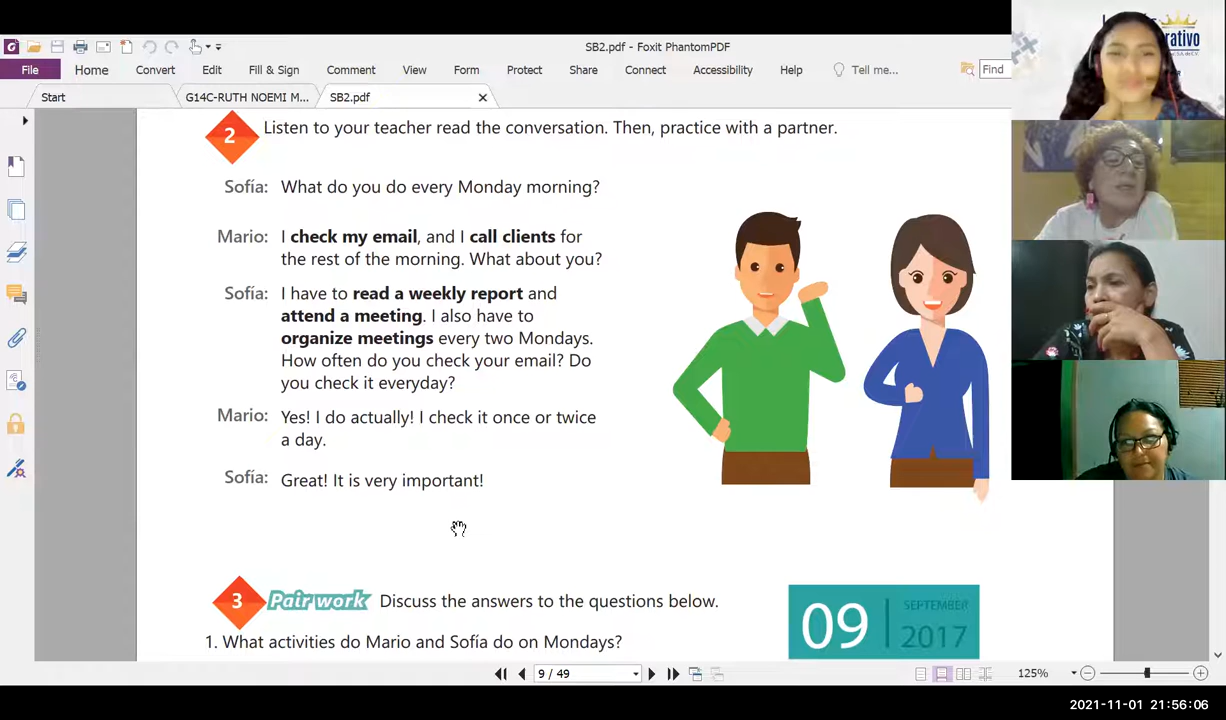 SB2.pdf - Foxit PhantomPDF
File Home Convert Edit Fill & Sign Comment View Form Protect Share Connect Accessibility Help Tell me... Find
Start G14C-RUTH NOEMI M... SB2.pdf
2 Listen to your teacher read the conversation. Then, practice with a partner.
Sofía: What do you do every Monday morning?
Mario: I check my email, and I call clients for
the rest of the morning. What about you?
Sofía: I have to read a weekly report and
attend a meeting. I also have to
organize meetings every two Mondays.
How often do you check your email? Do
you check it everyday?
Mario: Yes! I do actually! I check it once or twice
a day.
Sofía: Great! It is very important!
3 Pair work Discuss the answers to the questions below.
1. What activities do Mario and Sofía do on Mondays?
09 SEPTEMBER
2017
9 / 49
125%
2021-11-01 21:56:06